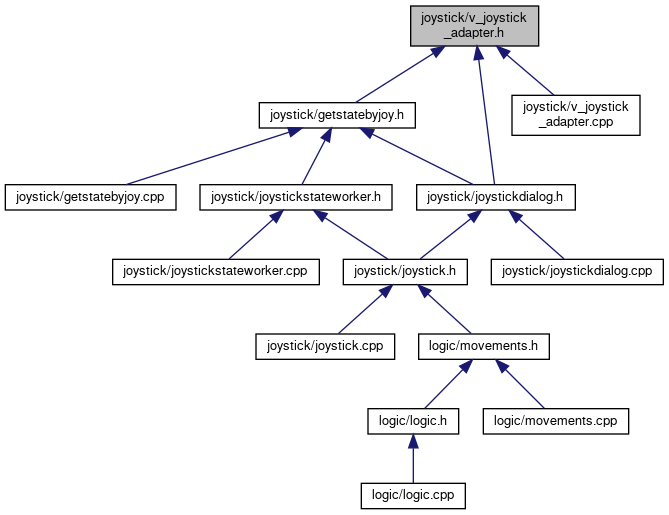 joystick/v_joystick
_adapter.h
joystick/getstatebyjoy.h
joystick/v_joystick
_adapter.cpp
joystick/getstatebyjoy.cpp
joystick/joystickstateworker.h
joystick/joystickdialog.h
joystick/joystickstateworker.cpp
joystick/joystick.h
joystick/joystickdialog.cpp
joystick/joystick.cpp
logic/movements.h
logic/logic.h
logic/movements.cpp
logic/logic.cpp